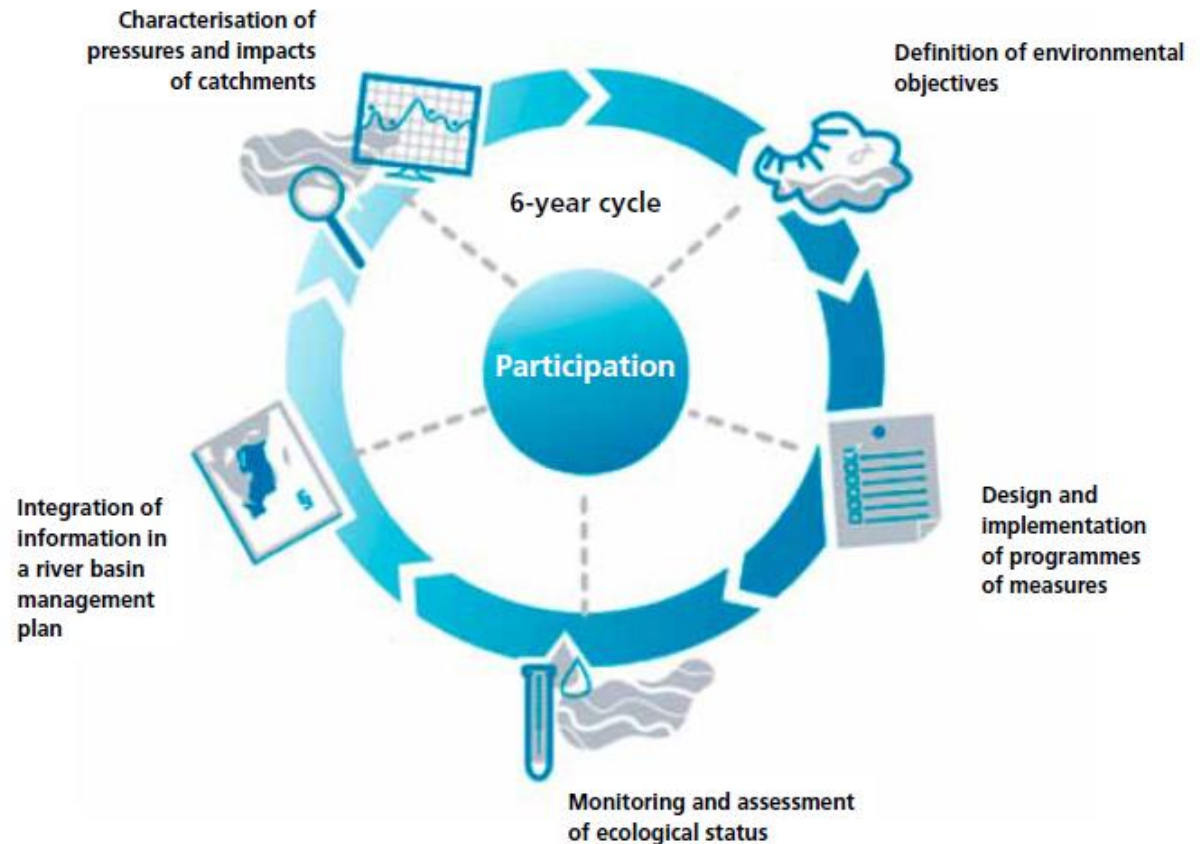 Characterisation of
pressures and impacts
of catchments
Definition of environmental
objectives
6-year cycle
Participation
Design and
implementation
of programmes
of measures
Integration of
information in
a river basin
management
plan
Monitoring and assessment
of ecological status